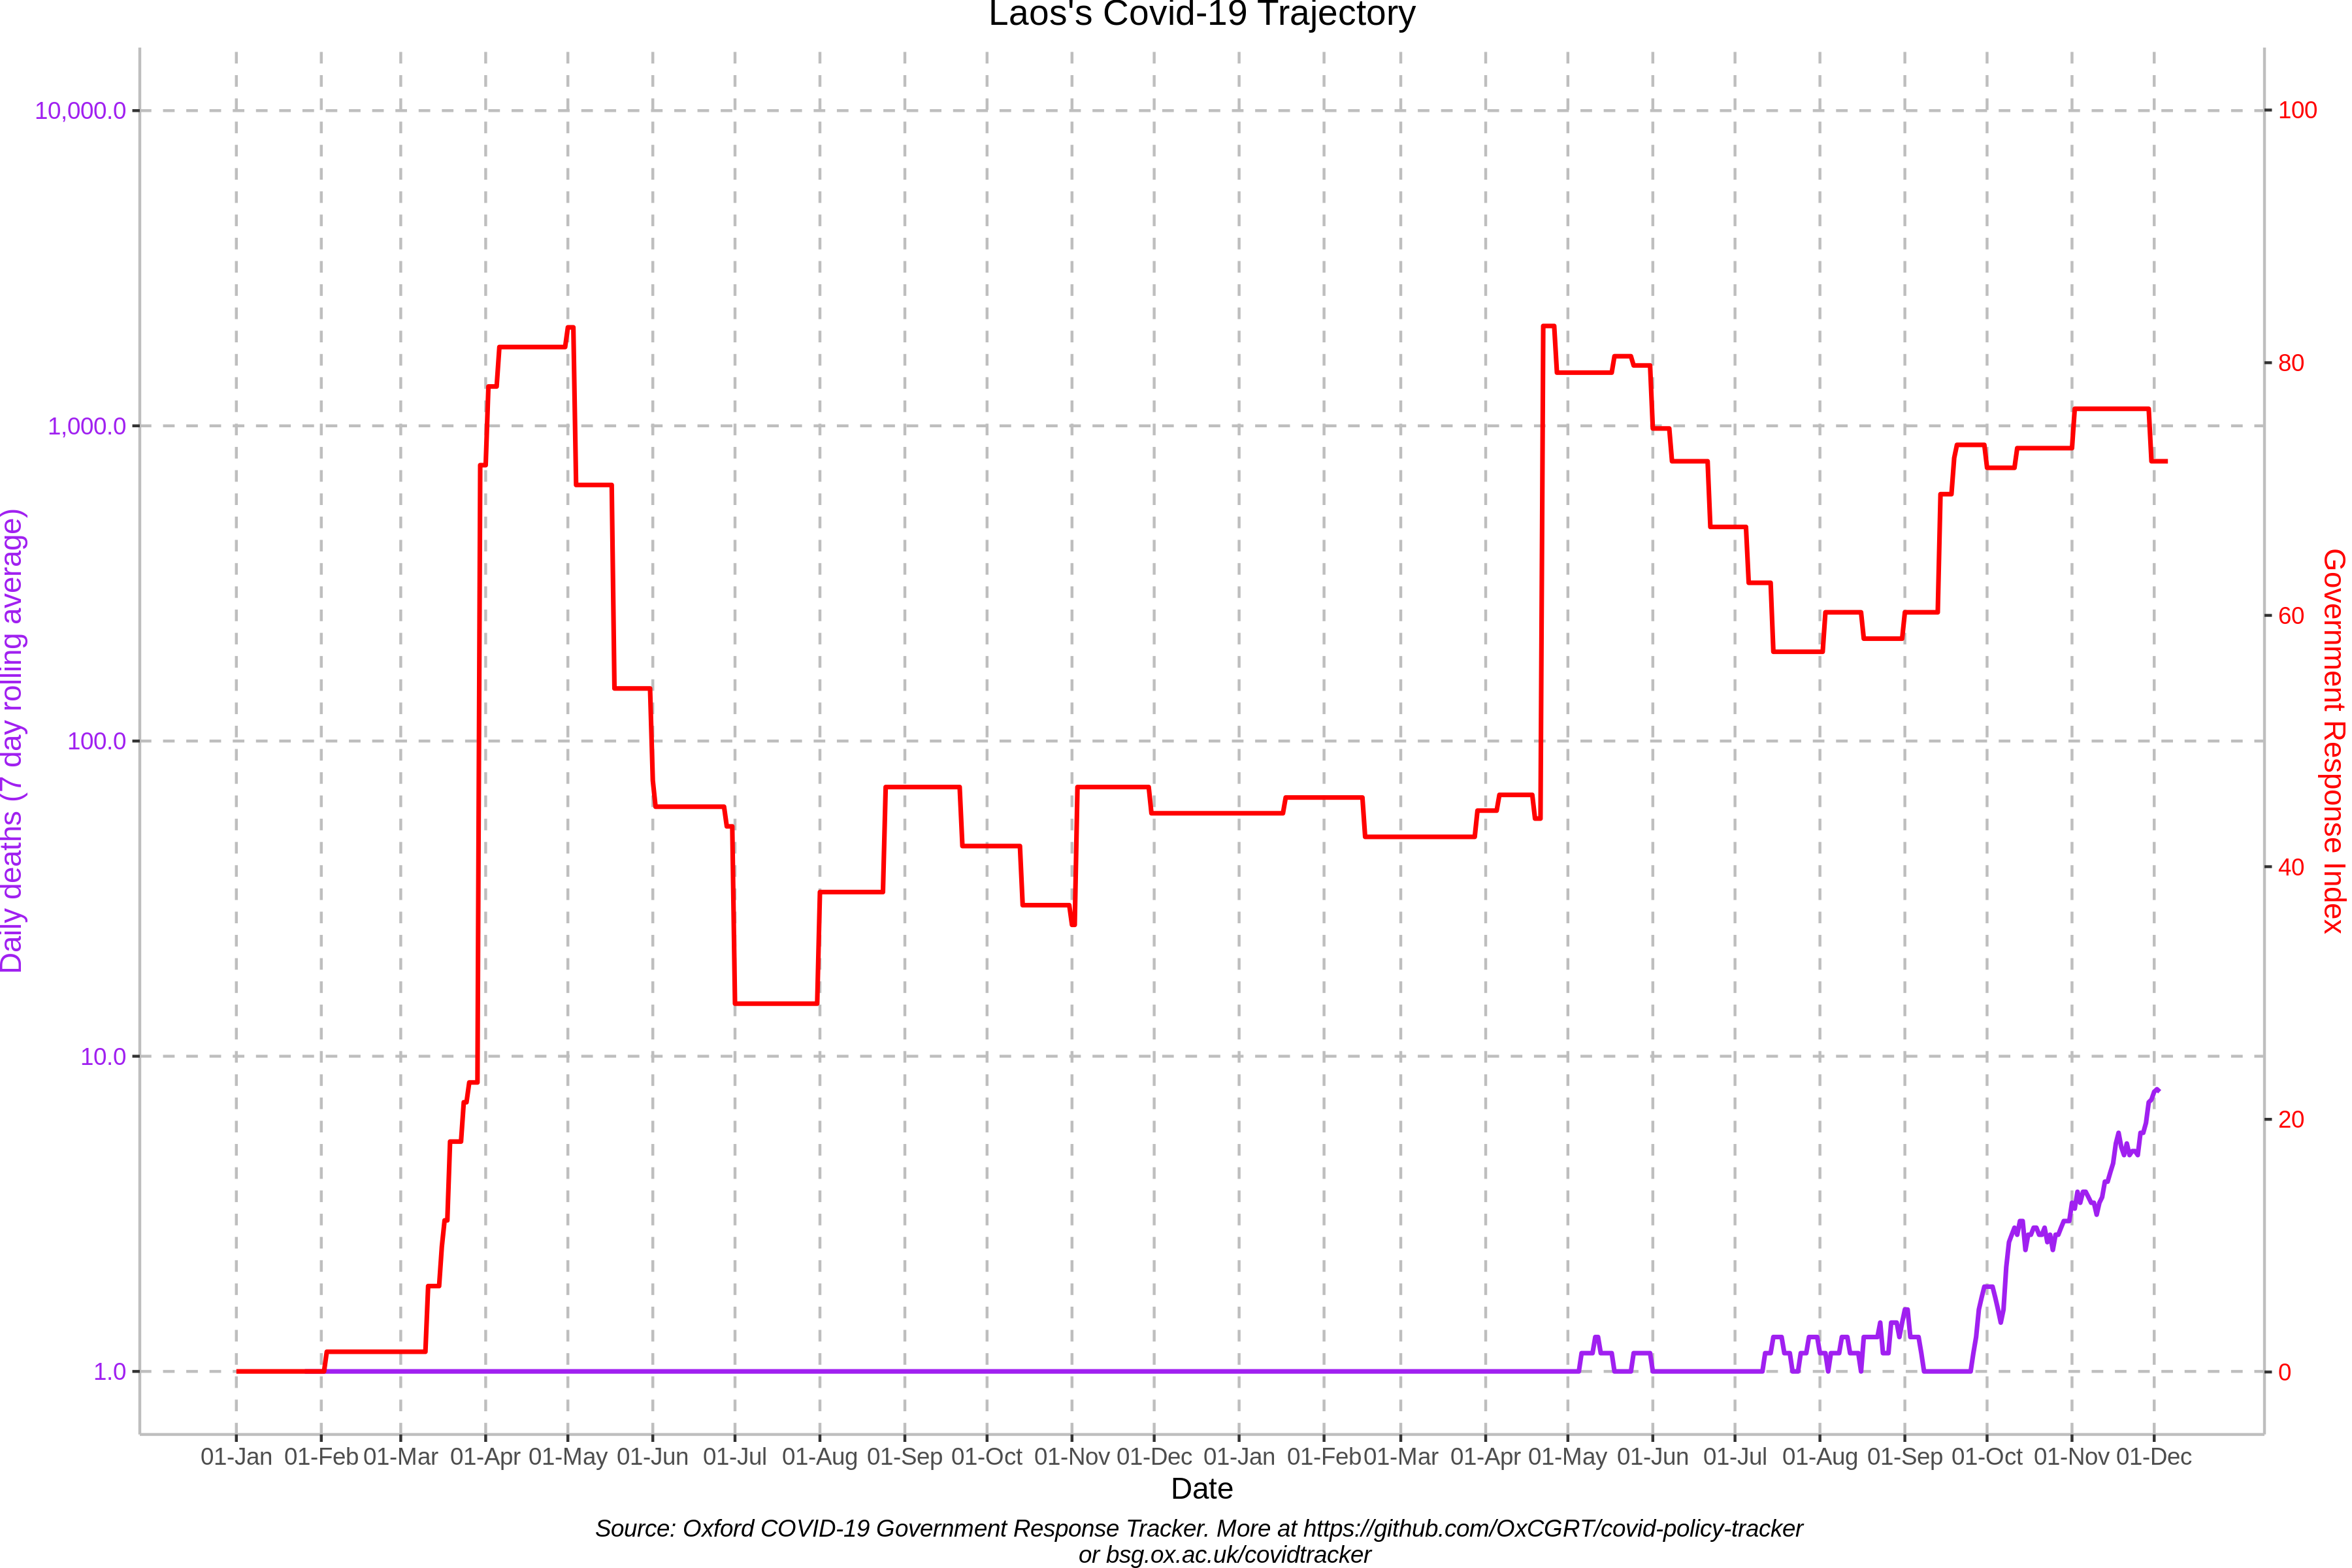 Laos's Covid-19 Trajectory
10,000.0
1,000.0
100.0
10.0
1.0
Daily deaths (7 day rolling average)
100
80
60
40
20
0
Government Response Index
01-Jan 01-Feb 01-Mar 01-Apr 01-May 01-Jun 01-Jul 01-Aug 01-Sep 01-Oct 01-Nov 01-Dec 01-Jan 01-Feb 01-Mar 01-Apr 01-May 01-Jun 01-Jul 01-Aug 01-Sep 01-Oct 01-Nov 01-Dec
Date
Source: Oxford COVID-19 Government Response Tracker. More at https://github.com/OxCGRT/covid-policy-tracker
or bsg.ox.ac.uk/covidtracker